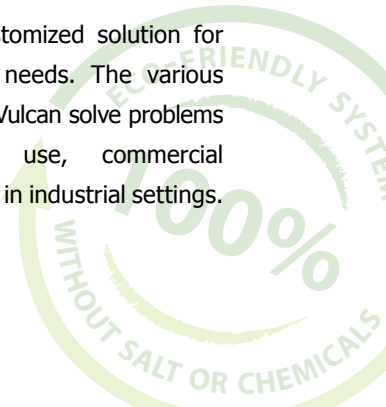 tomized solution for
needs. The various
Vulcan solve problems
use, commercial
in industrial settings.
ECO-FRIENDLY SYSTEM
100%
WITHOUT SALT OR CHEMICALS